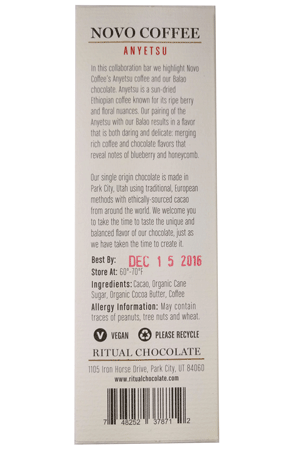 NOVO COFFEE
ANYETSU
In this collaboration bar we highlight Novo
Coffee's Anyetsu coffee and our Balao
chocolate. Anyetsu is a sun-dried
Ethiopian coffee known for its ripe berry
and floral nuances. Our pairing of the
Anyetsu with our Balao results in a flavor
that is both daring and delicate: merging
rich coffee and chocolate flavors that
reveal notes of blueberry and honeycomb.
Our single origin chocolate is made in
Park City, Utah using traditional, European
methods with ethically-sourced cacao
from around the world. We welcome you
to take the time to taste the unique and
balanced flavor of our chocolate, just as
we have taken the time to create it.
Best By: DEC 15 2016
Store At: 60°-70°F
Ingredients: Cacao, Organic Cane
Sugar, Organic Cocoa Butter, Coffee
Allergy Information: May contain
traces of peanuts, tree nuts and wheat.
V VEGAN PLEASE RECYCLE
RITUAL CHOCOLATE
1105 Iron Horse Drive, Park City, UT 84060
www.ritualchocolate.com
7 48252 37871 2